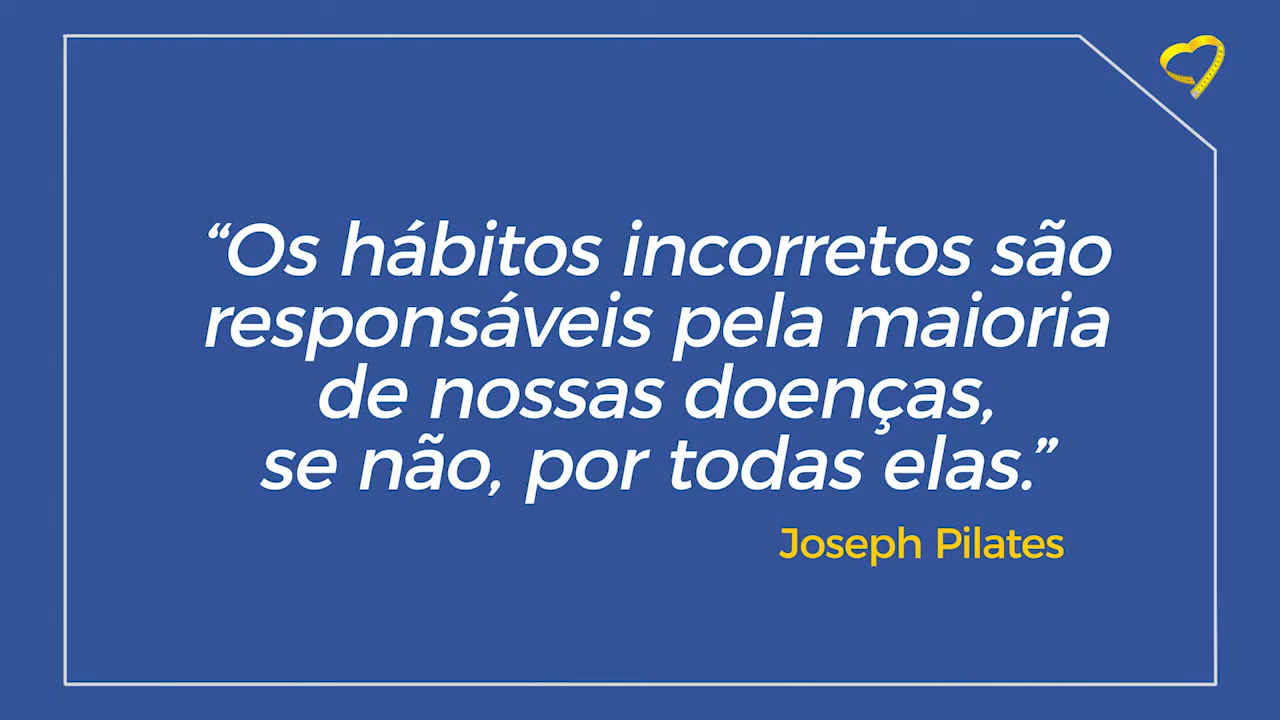 “Os hábitos incorretos são
responsáveis pela maioria
de nossas doenças,
se não, por todas elas.”
Joseph Pilates